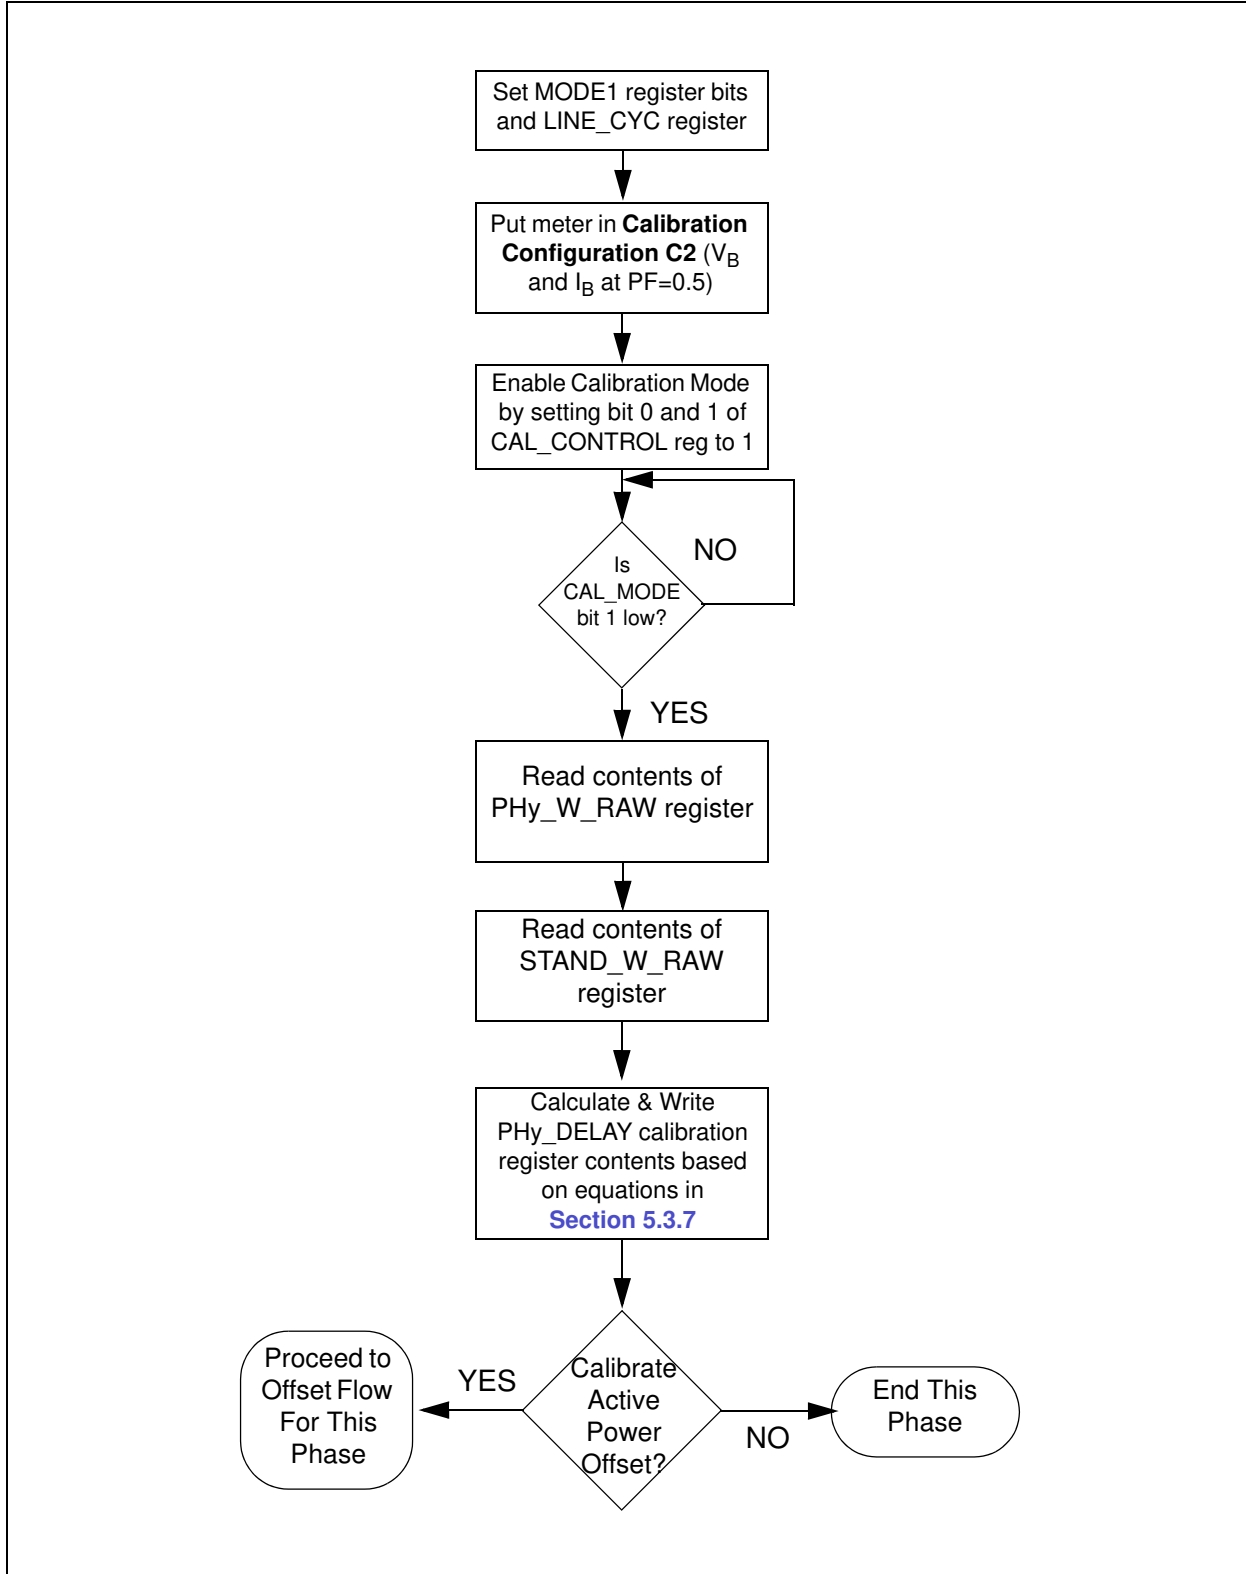 Set MODE1 register bits
and LINE_CYC register
Put meter in Calibration
Configuration C2 (VB
and IB at PF=0.5)
Enable Calibration Mode
by setting bit 0 and 1 of
CAL_CONTROL reg to 1
Is
CAL_MODE
bit 1 low?
NO
YES
Read contents of
PHy_W_RAW register
Read contents of
STAND_W_RAW
register
Calculate & Write
PHy_DELAY calibration
register contents based
on equations in
Section 5.3.7
Calibrate
Active
Power
Offset?
YES
Proceed to
Offset Flow
For This
Phase
NO
End This
Phase